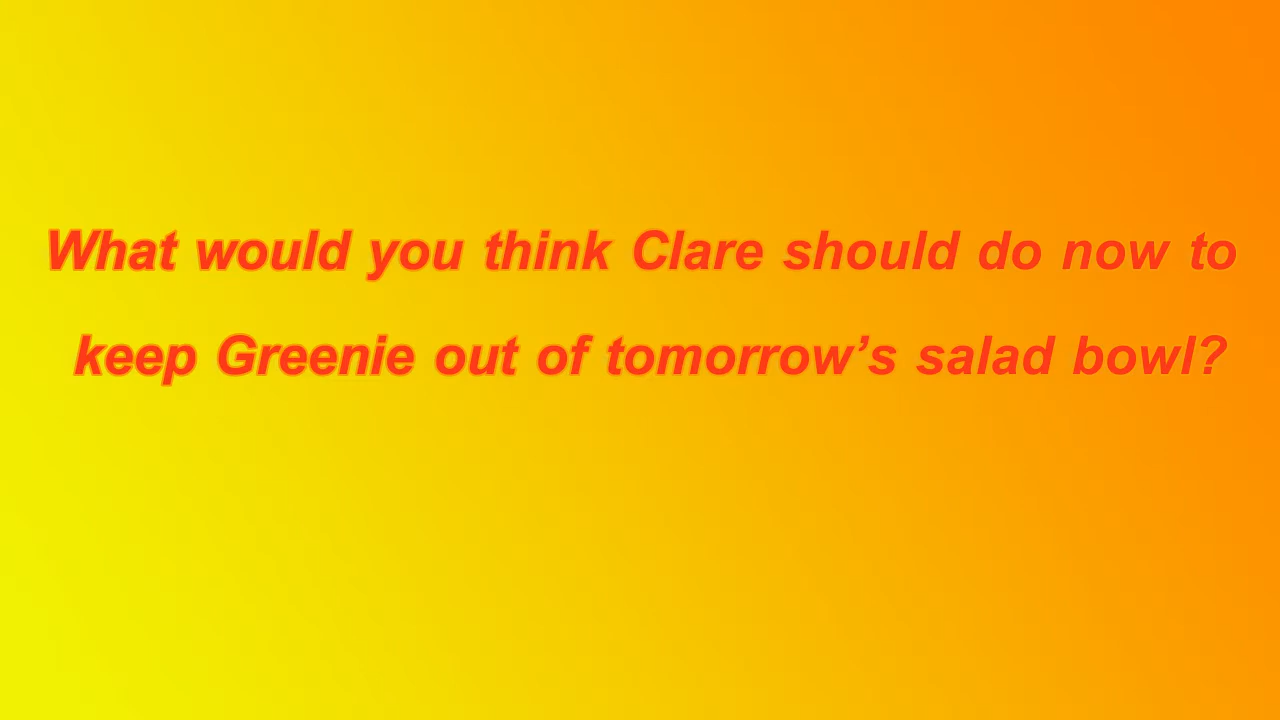 What would you think Clare should do now to
keep Greenie out of tomorrow’s salad bowl?